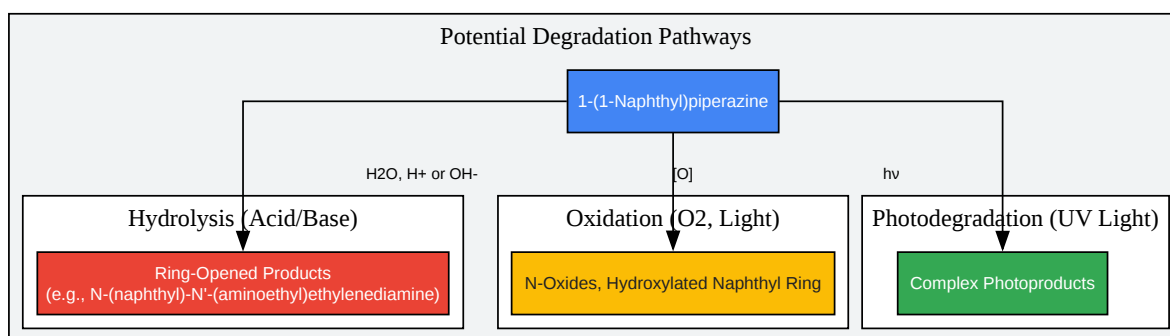 Potential Degradation Pathways
1-(1-Naphthyl)piperazine
H2O, H+ or OH-
[O]
hν
Hydrolysis (Acid/Base)
Oxidation (O2, Light)
Photodegradation (UV Light)
Ring-Opened Products
(e.g., N-(naphthyl)-N'-(aminoethyl)ethylenediamine)
N-Oxides, Hydroxylated Naphthyl Ring
Complex Photoproducts